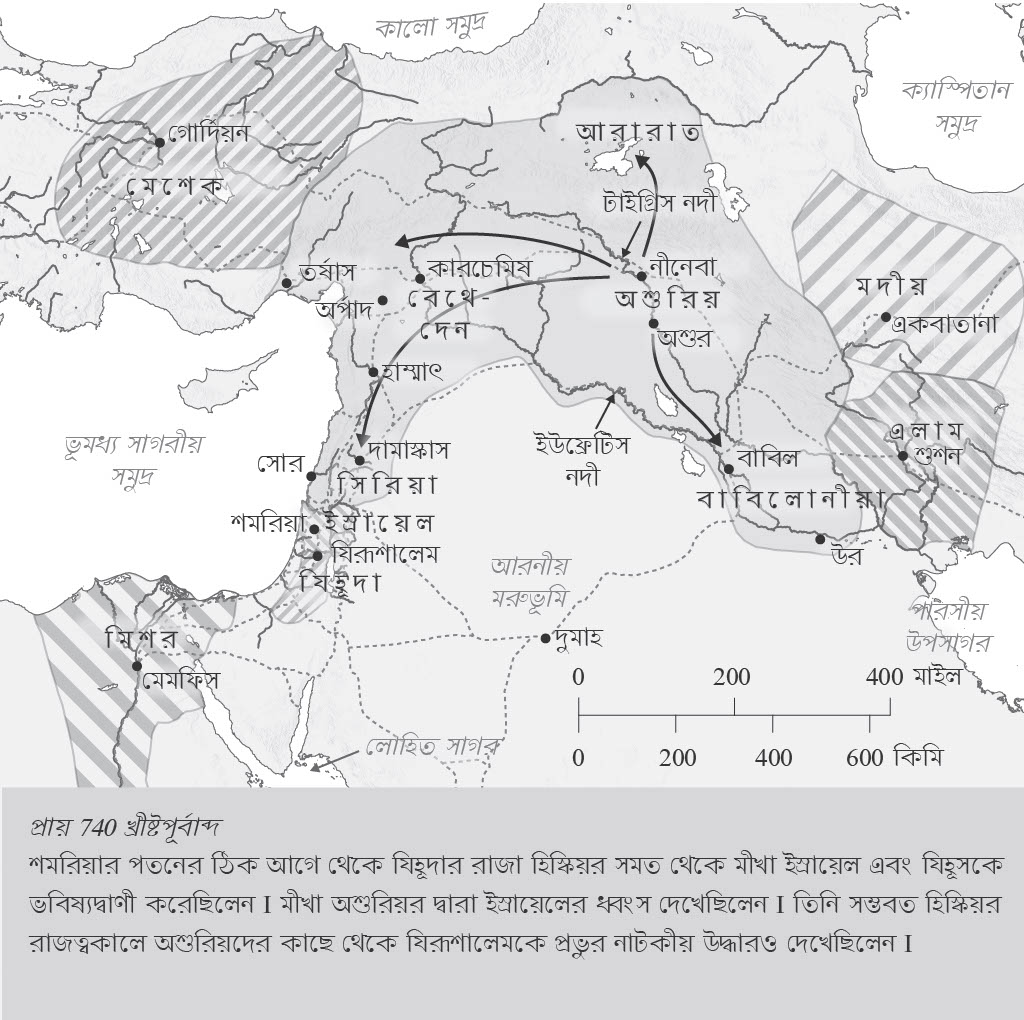 কালো সমুদ্র
ক্যাস্পিতান
সমুদ্র
গোর্দিয়ন
মেশেক
আরারাত
টাইগ্রিস নদী
তর্ষাস
কারচেমিষ
অর্পাদ
বেথে-
দেন
নীনেবা
অশুরিয়
অশুর
মদীয়
একবাতানা
হাম্মাৎ
ভূমধ্য সাগরীয়
সমুদ্র
সোর
দামাস্কাস
সিরিয়া
ইউফ্রেটিস
নদী
বাবিল
বাবিলোনীয়া
এলাম
শুশন
শমরিয়া
ইস্রায়েল
যিরূশালেম
যিহূদা
উর
আরনীয়
মরুভূমি
পারসীয়
উপসাগর
মিশর
মেমফিস
দুমাহ
লৌহিত সাগর
0 200 400 মাইল
0 200 400 600 কিমি
প্রায় 740 খ্রীষ্টপূর্বাব্দ
শমরিয়ার পতনের ঠিক আগে থেকে যিহূদার রাজা হিস্কিয়র সমত থেকে মীখা ইস্রায়েল এবং যিহূসকে
ভবিষ্যদ্বাণী করেছিলেন I মীখা অশুরিয়র দ্বারা ইস্রায়েলের ধ্বংস দেখেছিলেন I তিনি সম্ভবত হিস্কিয়র
রাজত্বকালে অশুরিয়দের কাছে থেকে যিরূশালেমকে প্রভুর নাটকীয় উদ্ধারও দেখেছিলেন I